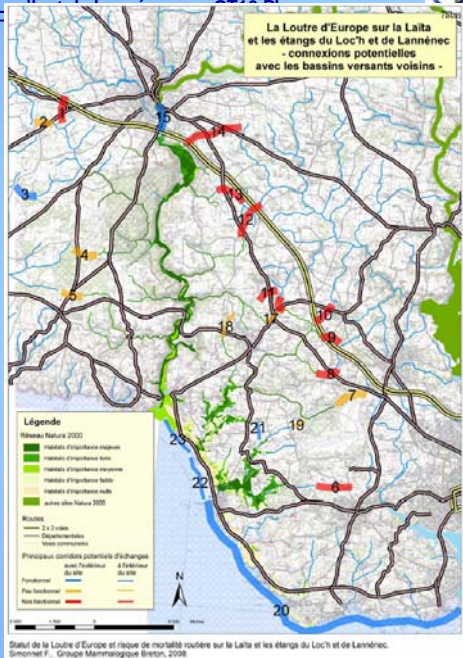 La Loutre d'Europe sur la Laïta
et les étangs du Loc'h et de Lannénec
- connexions potentielles
avec les bassins versants voisins -
15
1
2
14
3
13
12
4
5
11
17
10
18
9
8
7
19
21
23
22
6
20
Légende
Réseau Natura 2000
Habitats d'importance majeure
Habitats d'importance forte
Habitats d'importance moyenne
Habitats d'importance faible
Habitats d'importance nulle
autres sites Natura 2000
Routes
2 x 2 voies
Départementales
Voies communales
Principaux corridors potentiels d'échanges
avec l'extérieur du site
à l'intérieur du site
Fonctionnel
Peu fonctionnel
Non fonctionnel
N
Statut de la Loutre d'Europe et risque de mortalité routière sur la Laïta et les étangs du Loc'h et de Lannénec.
Simonnet F., Groupe Mammalogique Breton, 2008.